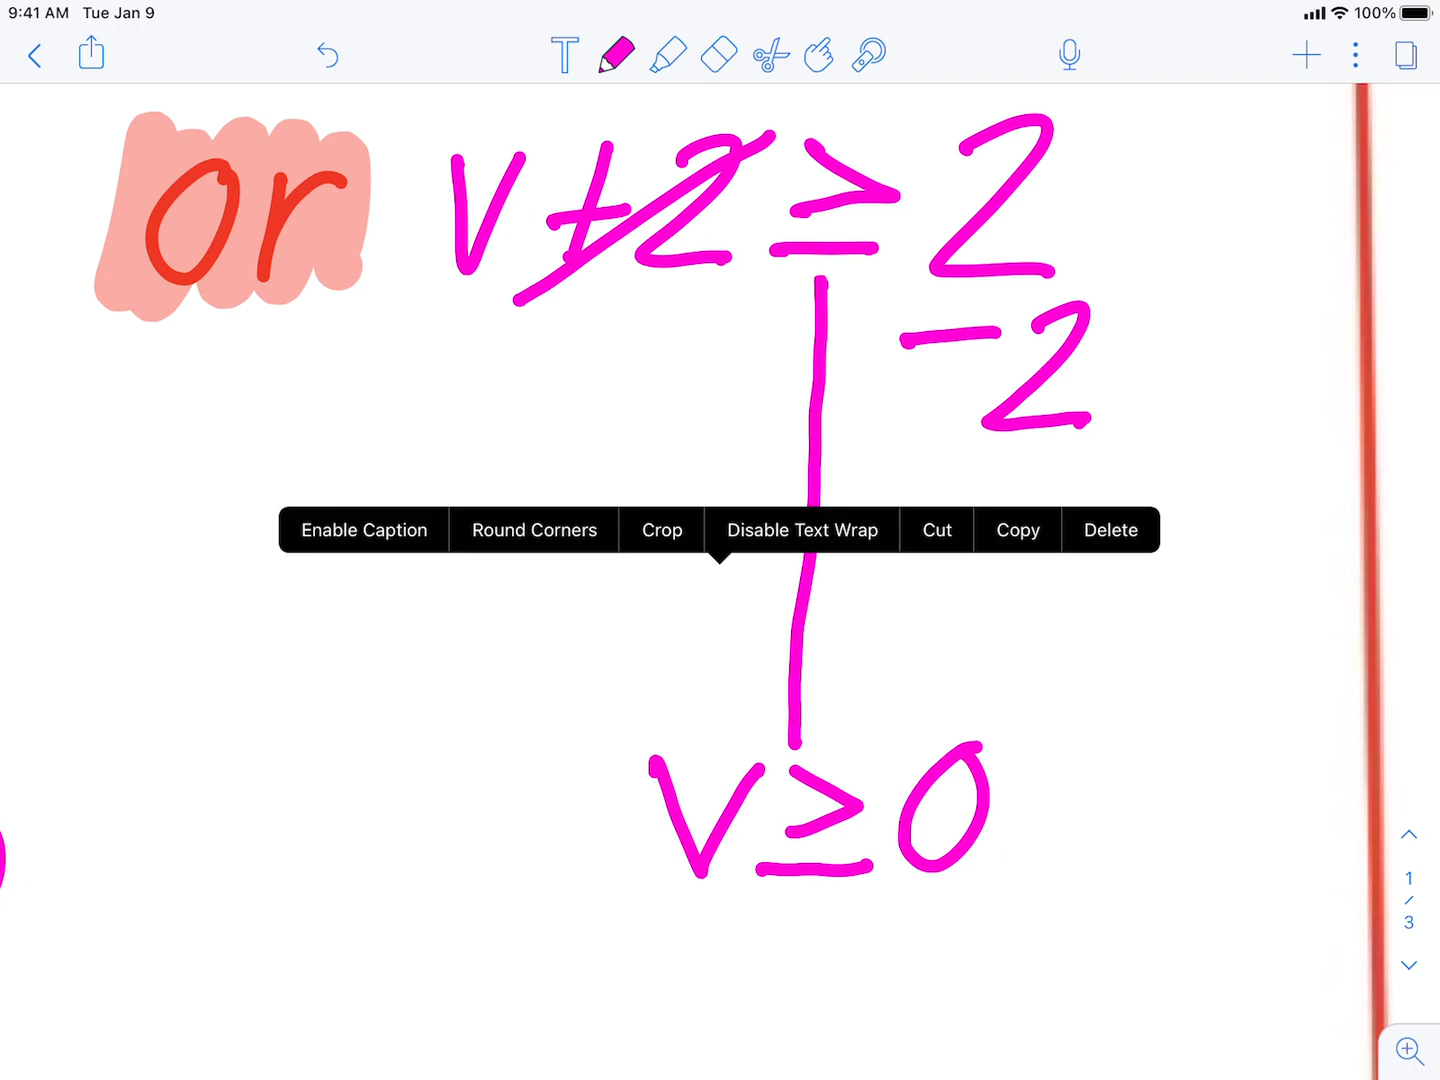 9:41 AM Tue Jan 9 100%
T
or v+2 ≥ 2
-2
Enable Caption Round Corners Crop Disable Text Wrap Cut Copy Delete
v ≥ 0
1
/
3